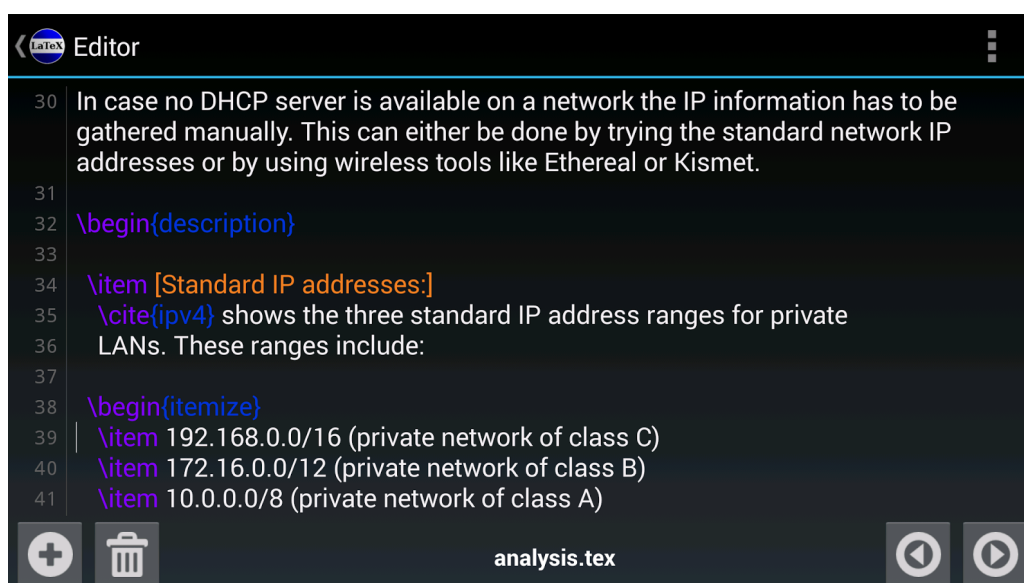 LaTeX Editor
30 In case no DHCP server is available on a network the IP information has to be
gathered manually. This can either be done by trying the standard network IP
addresses or by using wireless tools like Ethereal or Kismet.
31
32 \begin{description}
33
34 \item [Standard IP addresses:]
35 \cite{ipv4} shows the three standard IP address ranges for private
36 LANs. These ranges include:
37
38 \begin{itemize}
39 \item 192.168.0.0/16 (private network of class C)
40 \item 172.16.0.0/12 (private network of class B)
41 \item 10.0.0.0/8 (private network of class A)
analysis.tex